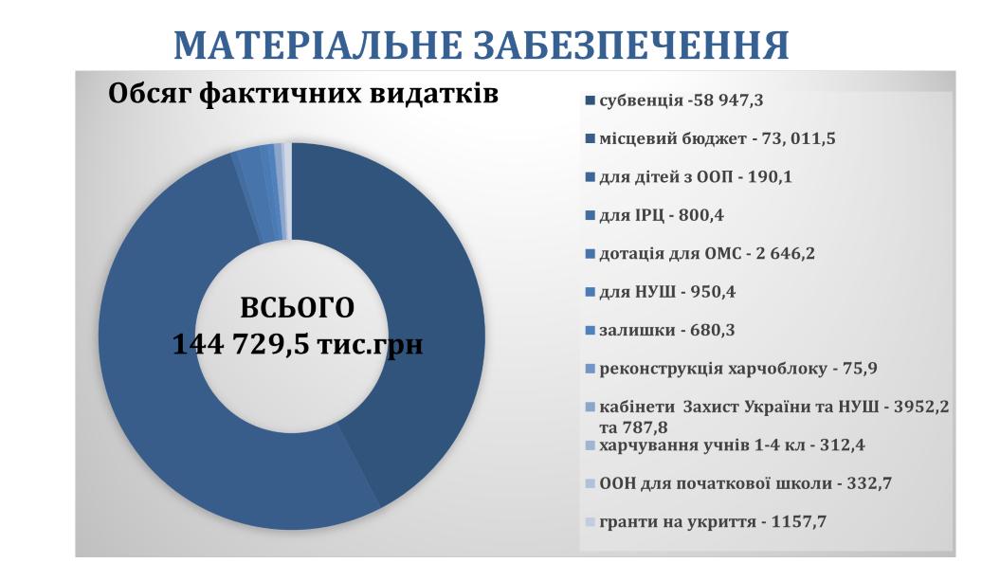 МАТЕРІАЛЬНЕ ЗАБЕЗПЕЧЕННЯ
Обсяг фактичних видатків
ВСЬОГО
144 729,5 тис.грн
субвенція -58 947,3
місцевий бюджет - 73, 011,5
для дітей з ООП - 190,1
для ІРЦ - 800,4
дотація для ОМС - 2 646,2
для НУШ - 950,4
залишки - 680,3
реконструкція харчоблоку - 75,9
кабінети  Захист України та НУШ - 3952,2
та 787,8
харчування учнів 1-4 кл - 312,4
ООН для початкової школи - 332,7
гранти на укриття - 1157,7